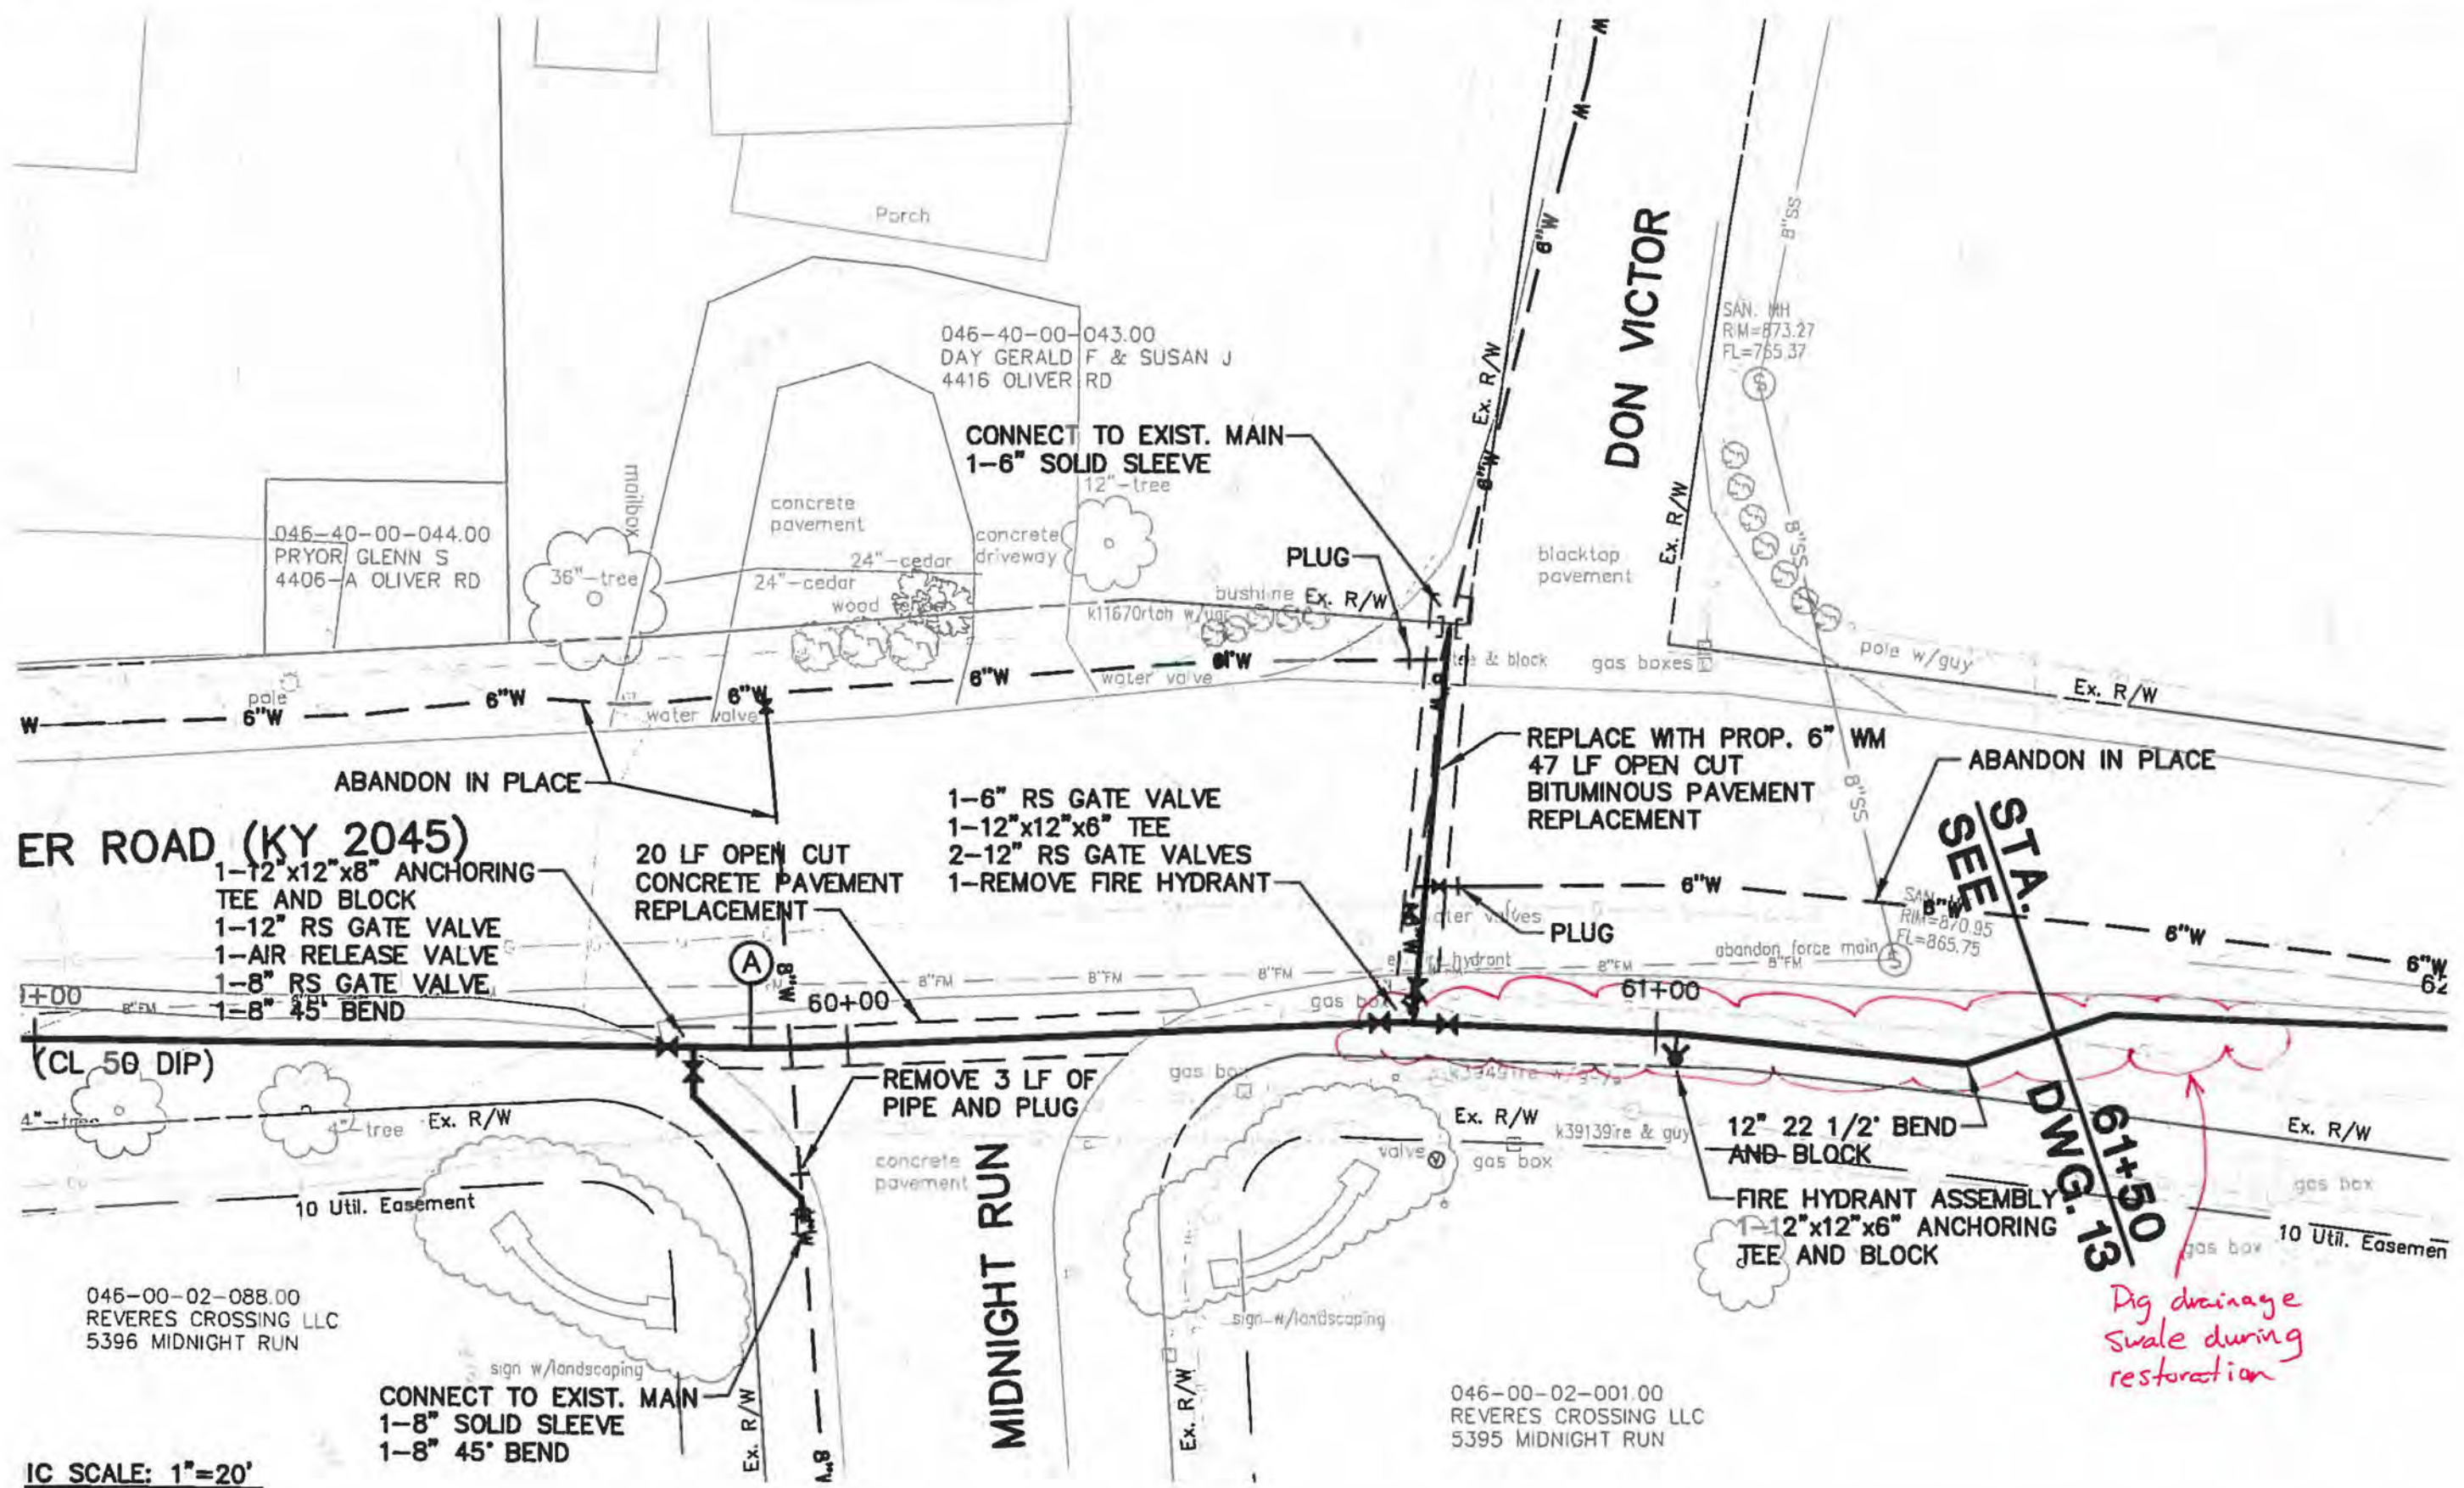 Porch
046-40-00-043.00
DAY GERALD F & SUSAN J
4416 OLIVER RD
CONNECT TO EXIST. MAIN
1-6" SOLID SLEEVE
12"-tree
DON VICTOR
Ex. R/W
Ex. R/W
8"SS
8"SS
8"SS
W
W
6"W
6"W
SAN. MH
RIM=873.27
FL=765.37
mailbox
046-40-00-044.00
PRYOR GLENN S
4406-A OLIVER RD
36"-tree
concrete
pavement
24"-cedar
24"-cedar
wood
concrete
driveway
PLUG
bushline
Ex. R/W
blacktop
pavement
tee & block
gas boxes
pole w/guy
Ex. R/W
pole
W
6"W
6"W
6"W
6"W
6"W
water valve
water valve
ABANDON IN PLACE
REPLACE WITH PROP. 6" WM
47 LF OPEN CUT
BITUMINOUS PAVEMENT
REPLACEMENT
ABANDON IN PLACE
ER ROAD (KY 2045)
1-12"x12"x8" ANCHORING
TEE AND BLOCK
1-12" RS GATE VALVE
1-AIR RELEASE VALVE
1-8" RS GATE VALVE
1-8" 45° BEND
20 LF OPEN CUT
CONCRETE PAVEMENT
REPLACEMENT
1-6" RS GATE VALVE
1-12"x12"x6" TEE
2-12" RS GATE VALVES
1-REMOVE FIRE HYDRANT
6"W
6"W
6"W
RIM=870.95
FL=865.75
PLUG
hydrant
abandon force main
A
8"W
8"FM
8"FM
8"FM
8"FM
8"FM
8"FM
+00
60+00
61+00
62
gas box
(CL 50 DIP)
4"-tree
4"-tree
Ex. R/W
REMOVE 3 LF OF
PIPE AND PLUG
gas box
Ex. R/W
k39139re & guy
valve
gas box
12" 22 1/2° BEND
AND BLOCK
FIRE HYDRANT ASSEMBLY
1-12"x12"x6" ANCHORING
TEE AND BLOCK
STA. 61+50
SEE DWG. 13
Ex. R/W
gas box
gas box
10 Util. Easemen
10 Util. Easement
concrete
pavement
MIDNIGHT RUN
046-00-02-088.00
REVERES CROSSING LLC
5396 MIDNIGHT RUN
sign w/landscaping
sign w/landscaping
CONNECT TO EXIST. MAIN
1-8" SOLID SLEEVE
1-8" 45° BEND
Ex. R/W
8"W
Ex. R/W
046-00-02-001.00
REVERES CROSSING LLC
5395 MIDNIGHT RUN
Dig drainage
swale during
restoration
IC SCALE: 1"=20'